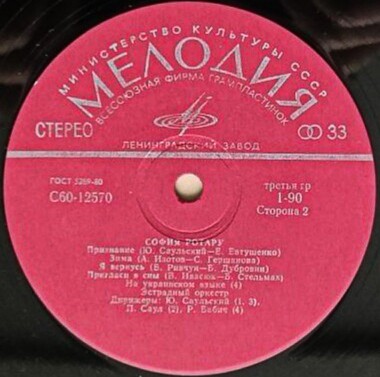 МИНИСТЕРСТВО КУЛЬТУРЫ СССР
МЕЛОДИЯ
ВСЕСОЮЗНАЯ ФИРМА ГРАМПЛАСТИНОК
СТЕРЕО
33
ЛЕНИНГРАДСКИЙ ЗАВОД
ГОСТ 5289-80
С60-12570
третья гр
1-90
Сторона 2
СОФИЯ РОТАРУ
Признание (Ю. Саульский—Е. Евтушенко)
Зима (А. Изотов—С. Гершанова)
Я вернусь (В. Ривчун—Б. Дубровин)
Пригласи в сны (В. Ивасюк—Б. Стельмах)
На украинском языке (4)
Эстрадный оркестр
Дирижеры: Ю. Саульский (1, 3),
П. Саул (2), Р. Бабич (4)